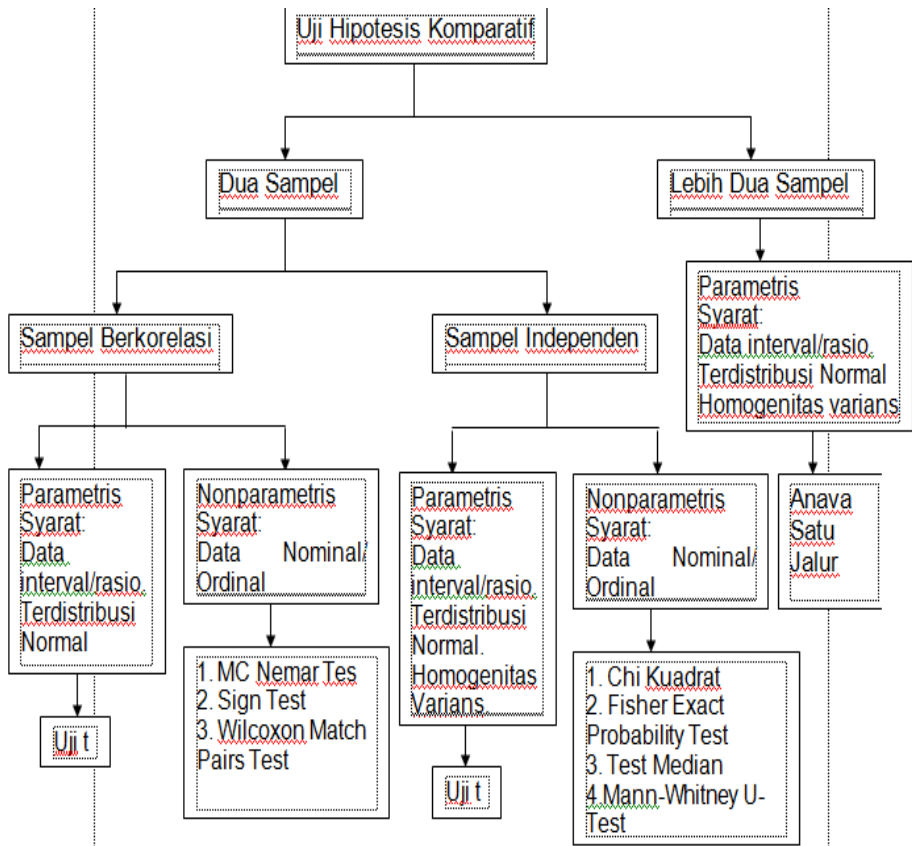 Uji Hipotesis Komparatif
Dua Sampel
Lebih Dua Sampel
Parametris
Syarat:
Data interval/rasio.
Terdistribusi Normal
Homogenitas varians
Sampel Berkorelasi
Sampel Independen
Parametris
Syarat:
Data
interval/rasio.
Terdistribusi
Normal
Nonparametris
Syarat:
Data Nominal/
Ordinal
Parametris
Syarat:
Data
interval/rasio.
Terdistribusi
Normal.
Homogenitas
Varians
Nonparametris
Syarat:
Data Nominal/
Ordinal
Anava
Satu
Jalur
Uji t
1. MC Nemar Tes
2. Sign Test
3. Wilcoxon Match
Pairs Test
Uji t
1. Chi Kuadrat
2. Fisher Exact
Probability Test
3. Test Median
4.Mann-Whitney U-
Test